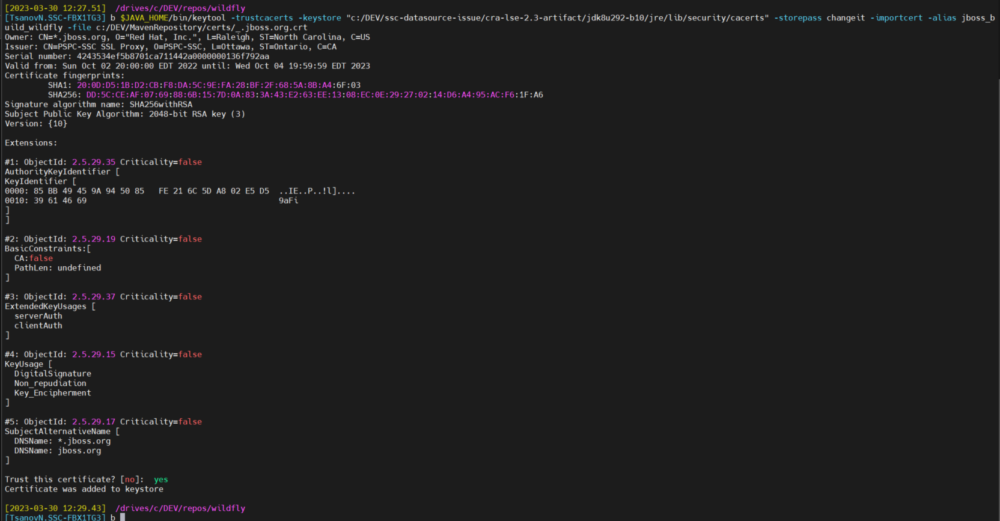 [2023-03-30 12:27.51]  /drives/c/DEV/repos/wildfly
[TsanovN.SSC-FBX1TG3] b $JAVA_HOME/bin/keytool -trustcacerts -keystore "c:/DEV/ssc-datasource-issue/cra-lse-2.3-artifact/jdk8u292-b10/jre/lib/security/cacerts" -storepass changeit -importcert -alias jboss_b
uild_wildfly -file c:/DEV/MavenRepository/certs/_.jboss.org.crt
Owner: CN=*.jboss.org, O="Red Hat, Inc.", L=Raleigh, ST=North Carolina, C=US
Issuer: CN=PSPC-SSC SSL Proxy, O=PSPC-SSC, L=Ottawa, ST=Ontario, C=CA
Serial number: 4243534ef5b8701ca711442a0000000136f792aa
Valid from: Sun Oct 02 20:00:00 EDT 2022 until: Wed Oct 04 19:59:59 EDT 2023
Certificate fingerprints:
         SHA1: 20:0D:D5:1B:D2:CB:F8:DA:5C:9E:FA:28:BF:2F:68:5A:8B:A4:6F:03
         SHA256: DD:5C:CE:AF:07:69:88:6B:15:7D:0A:83:3A:43:E2:63:EE:13:08:EC:0E:29:27:02:14:D6:A4:95:AC:F6:1F:A6
Signature algorithm name: SHA256withRSA
Subject Public Key Algorithm: 2048-bit RSA key (3)
Version: {10}

Extensions:

#1: ObjectId: 2.5.29.35 Criticality=false
AuthorityKeyIdentifier [
KeyIdentifier [
0000: 85 BB 49 45 9A 94 50 85   FE 21 6C 5D A8 02 E5 D5  ..IE..P..!l]....
0010: 39 61 46 69                                        9aFi
]
]

#2: ObjectId: 2.5.29.19 Criticality=false
BasicConstraints:[
  CA:false
  PathLen: undefined
]

#3: ObjectId: 2.5.29.37 Criticality=false
ExtendedKeyUsages [
  serverAuth
  clientAuth
]

#4: ObjectId: 2.5.29.15 Criticality=false
KeyUsage [
  DigitalSignature
  Non_repudiation
  Key_Encipherment
]

#5: ObjectId: 2.5.29.17 Criticality=false
SubjectAlternativeName [
  DNSName: *.jboss.org
  DNSName: jboss.org
]

Trust this certificate? [no]:  yes
Certificate was added to keystore

[2023-03-30 12:29.43]  /drives/c/DEV/repos/wildfly
[TsanovN.SSC-FBX1TG3] b